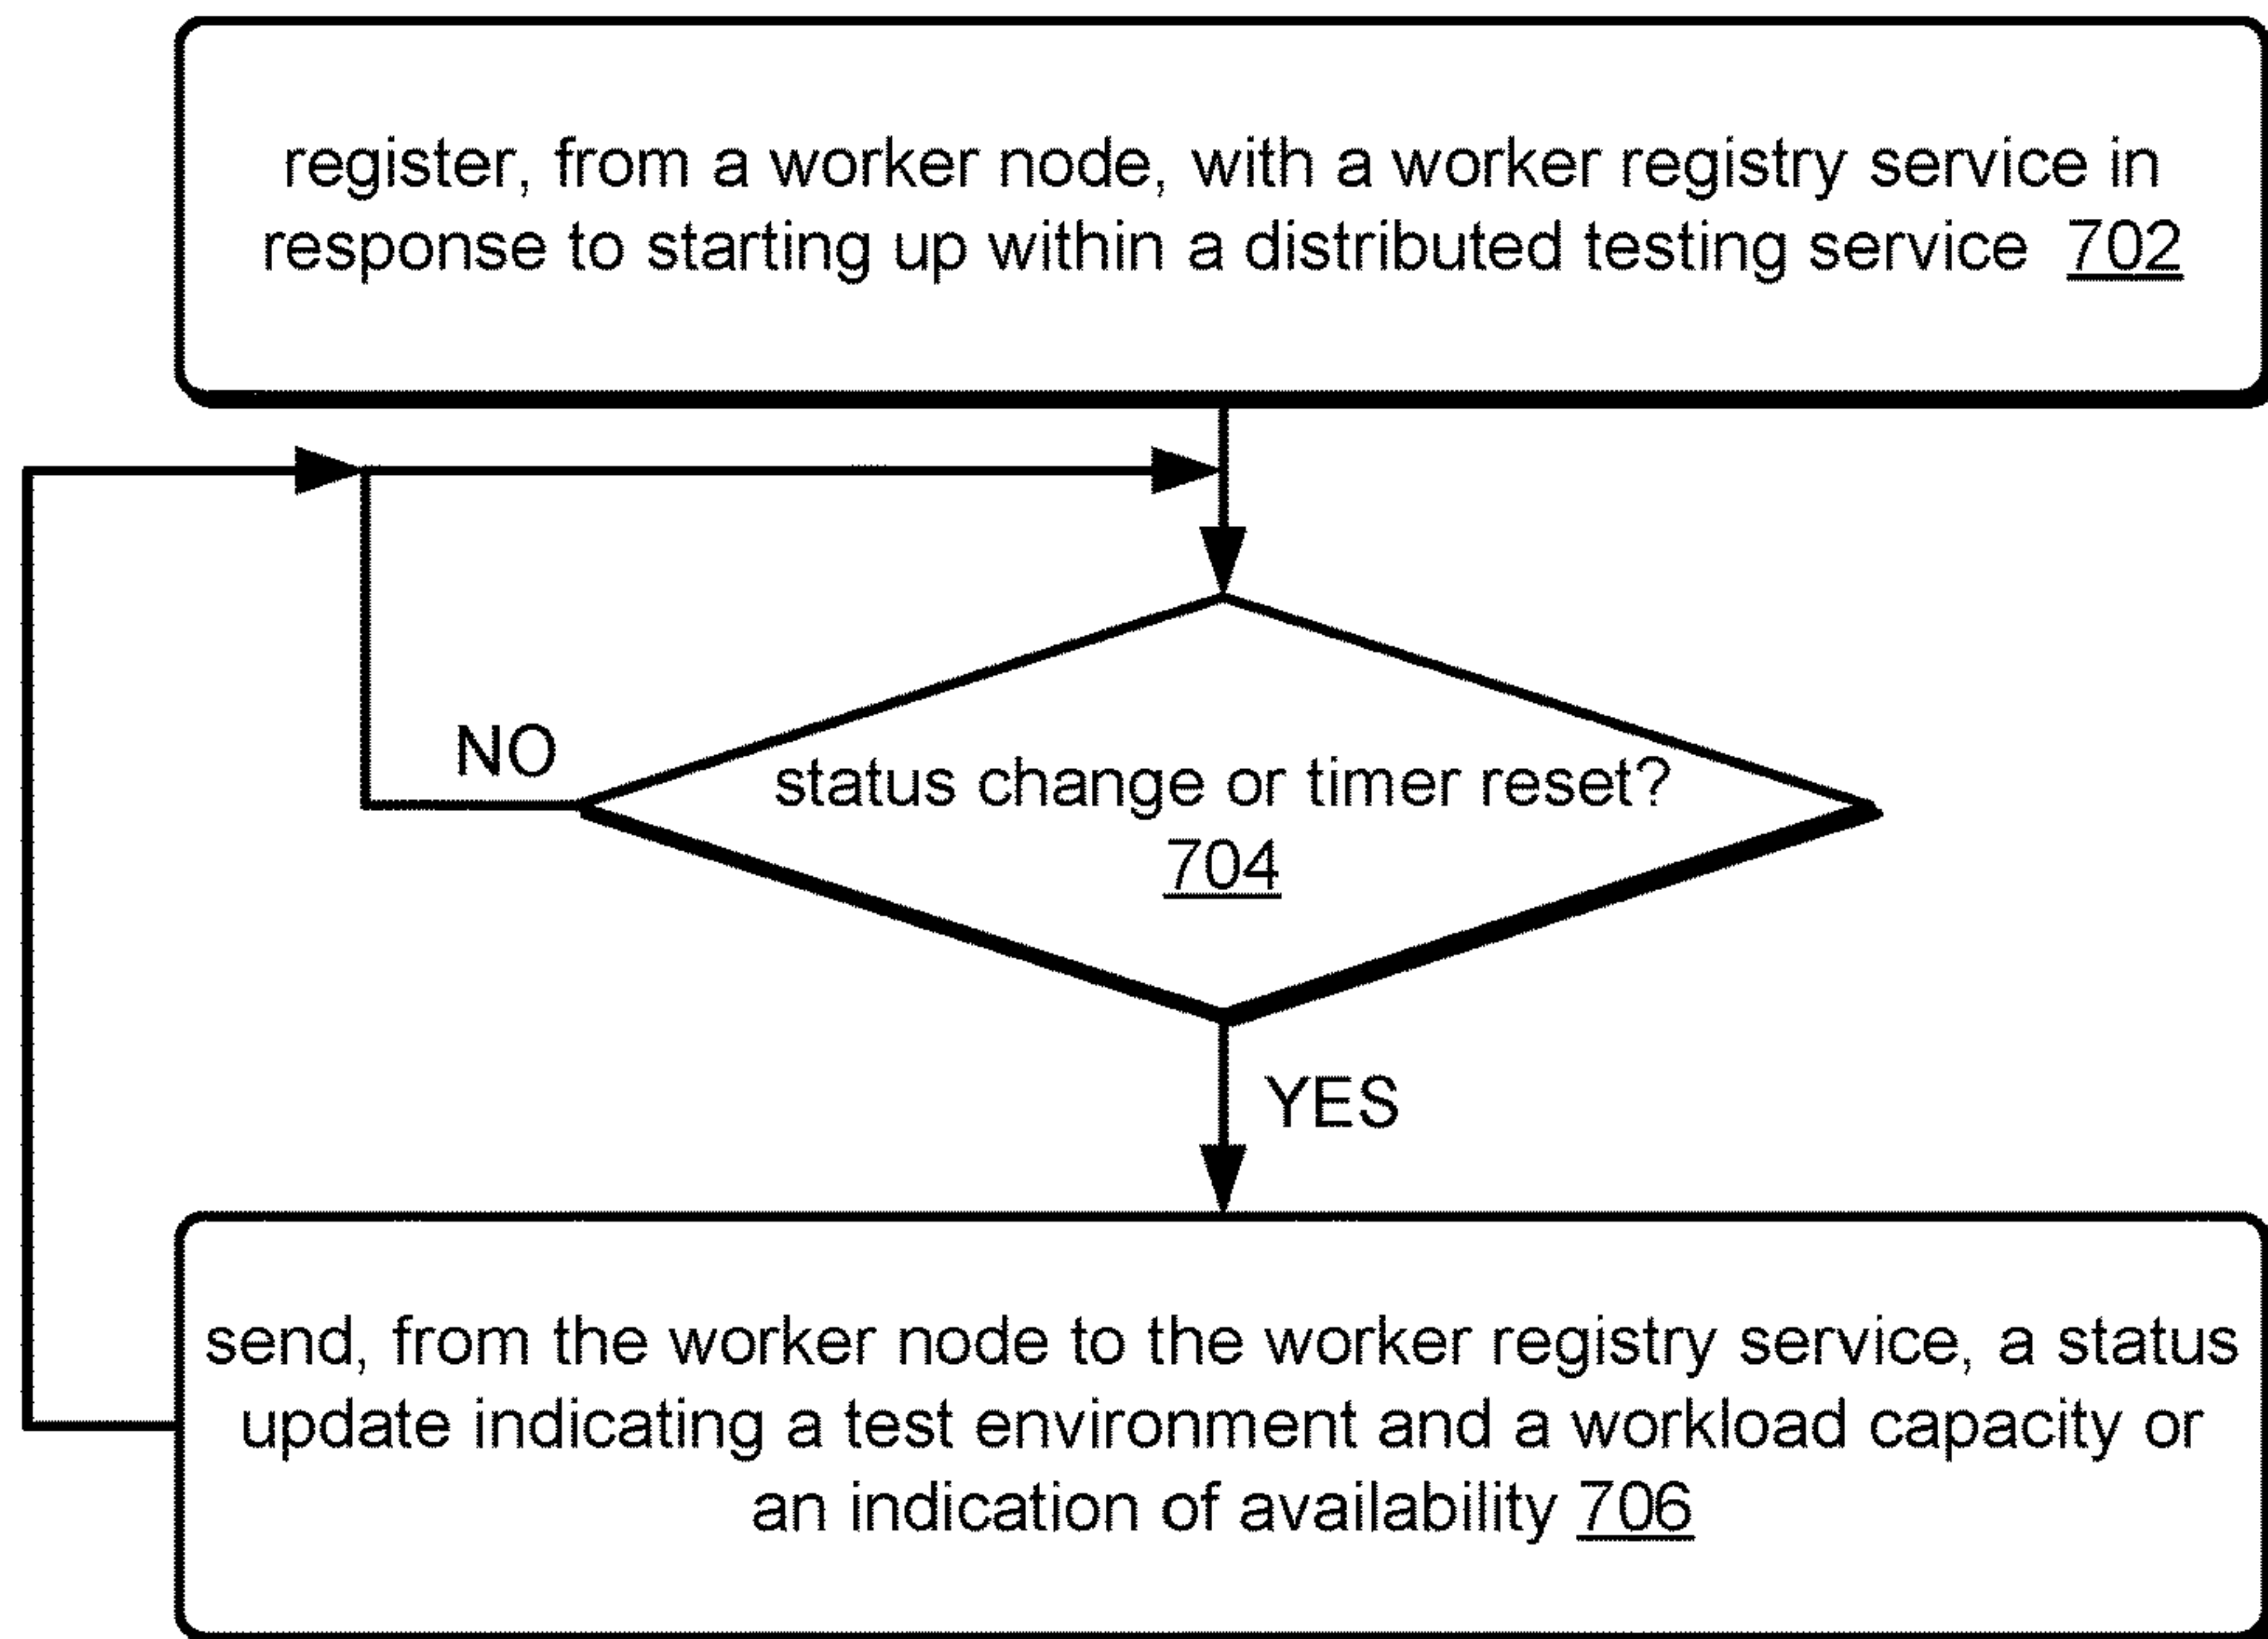 register, from a worker node, with a worker registry service in
response to starting up within a distributed testing service 702
NO
status change or timer reset?
704
YES
send, from the worker node to the worker registry service, a status
update indicating a test environment and a workload capacity or
an indication of availability 706